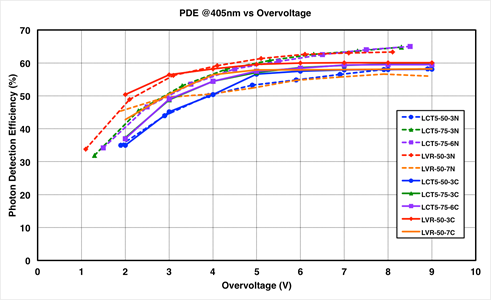 PDE @405nm vs Overvoltage
Photon Detection Efficiency (%)
70
60
50
40
30
20
10
0
0 1 2 3 4 5 6 7 8 9 10
Overvoltage (V)
LCT5-50-3N
LCT5-75-3N
LCT5-75-6N
LVR-50-3N
LVR-50-7N
LCT5-50-3C
LCT5-75-3C
LCT5-75-6C
LVR-50-3C
LVR-50-7C